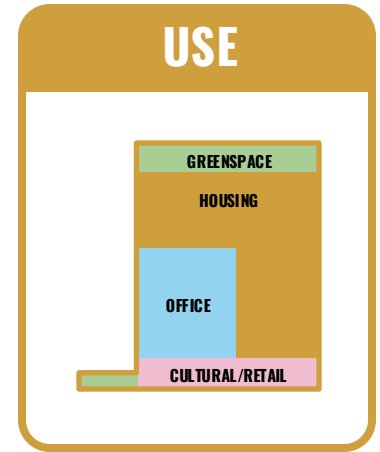 USE
GREENSPACE
HOUSING
OFFICE
CULTURAL/RETAIL